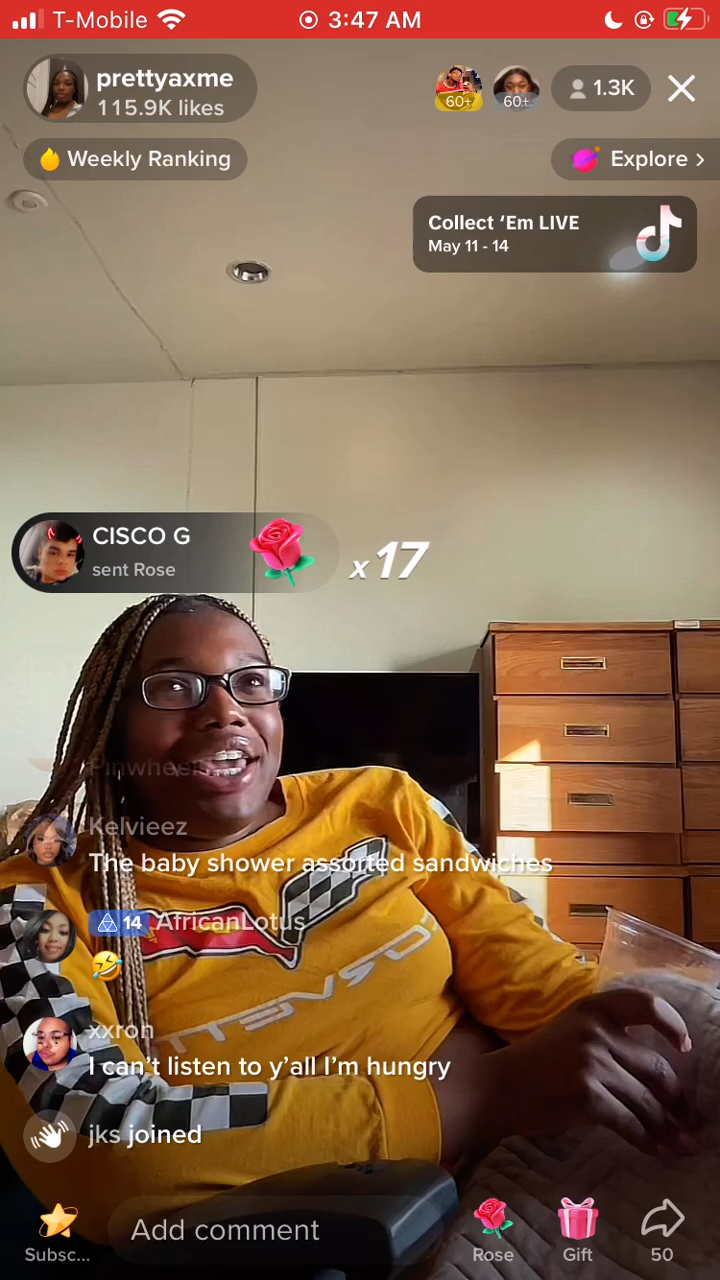 T-Mobile
3:47 AM
prettyaxme
115.9K likes
60+
60+
1.3K
Weekly Ranking
Explore >
Collect ‘Em LIVE
May 11 - 14
CISCO G
sent Rose
x17
Kelvieez
The baby shower assorted sandwiches
14 AfricanLotus
🤣
xxron
I can’t listen to y’all I’m hungry
jks joined
Add comment
Subsc...
Rose
Gift
50